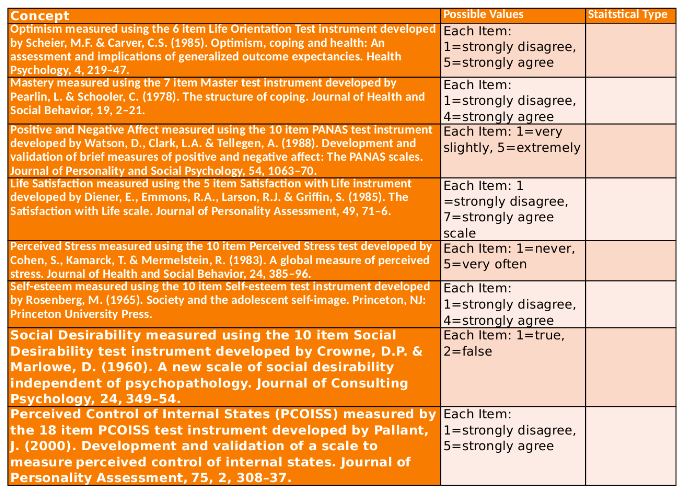 Concept
Possible Values
Staitstical Type
Optimism measured using the 6 item Life Orientation Test instrument developed
by Scheier, M.F. & Carver, C.S. (1985). Optimism, coping and health: An
assessment and implications of generalized outcome expectancies. Health
Psychology, 4, 219–47.
Each Item:
1=strongly disagree,
5=strongly agree
Mastery measured using the 7 item Master test instrument developed by
Pearlin, L. & Schooler, C. (1978). The structure of coping. Journal of Health and
Social Behavior, 19, 2–21.
Each Item:
1=strongly disagree,
4=strongly agree
Positive and Negative Affect measured using the 10 item PANAS test instrument
developed by Watson, D., Clark, L.A. & Tellegen, A. (1988). Development and
validation of brief measures of positive and negative affect: The PANAS scales.
Journal of Personality and Social Psychology, 54, 1063–70.
Each Item: 1=very
slightly, 5=extremely
Life Satisfaction measured using the 5 item Satisfaction with Life instrument
developed by Diener, E., Emmons, R.A., Larson, R.J. & Griffin, S. (1985). The
Satisfaction with Life scale. Journal of Personality Assessment, 49, 71–6.
Each Item: 1
=strongly disagree,
7=strongly agree
scale
Perceived Stress measured using the 10 item Perceived Stress test developed by
Cohen, S., Kamarck, T. & Mermelstein, R. (1983). A global measure of perceived
stress. Journal of Health and Social Behavior, 24, 385–96.
Each Item: 1=never,
5=very often
Self-esteem measured using the 10 item Self-esteem test instrument developed
by Rosenberg, M. (1965). Society and the adolescent self-image. Princeton, NJ:
Princeton University Press.
Each Item:
1=strongly disagree,
4=strongly agree
Social Desirability measured using the 10 item Social
Desirability test instrument developed by Crowne, D.P. &
Marlowe, D. (1960). A new scale of social desirability
independent of psychopathology. Journal of Consulting
Psychology, 24, 349–54.
Each Item: 1=true,
2=false
Perceived Control of Internal States (PCOISS) measured by
the 18 item PCOISS test instrument developed by Pallant,
J. (2000). Development and validation of a scale to
measure perceived control of internal states. Journal of
Personality Assessment, 75, 2, 308–37.
Each Item:
1=strongly disagree,
5=strongly agree